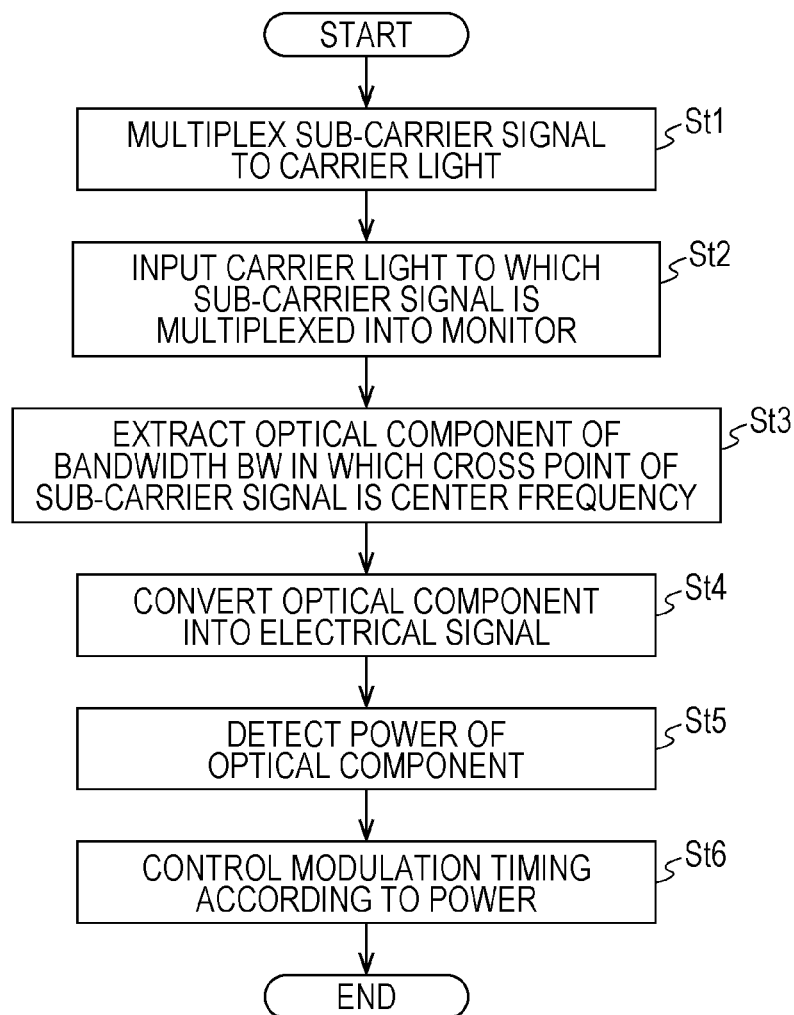 START
MULTIPLEX SUB-CARRIER SIGNAL
TO CARRIER LIGHT
St1
INPUT CARRIER LIGHT TO WHICH
SUB-CARRIER SIGNAL IS
MULTIPLEXED INTO MONITOR
St2
EXTRACT OPTICAL COMPONENT OF
BANDWIDTH BW IN WHICH CROSS POINT OF
SUB-CARRIER SIGNAL IS CENTER FREQUENCY
St3
CONVERT OPTICAL COMPONENT
INTO ELECTRICAL SIGNAL
St4
DETECT POWER OF
OPTICAL COMPONENT
St5
CONTROL MODULATION TIMING
ACCORDING TO POWER
St6
END